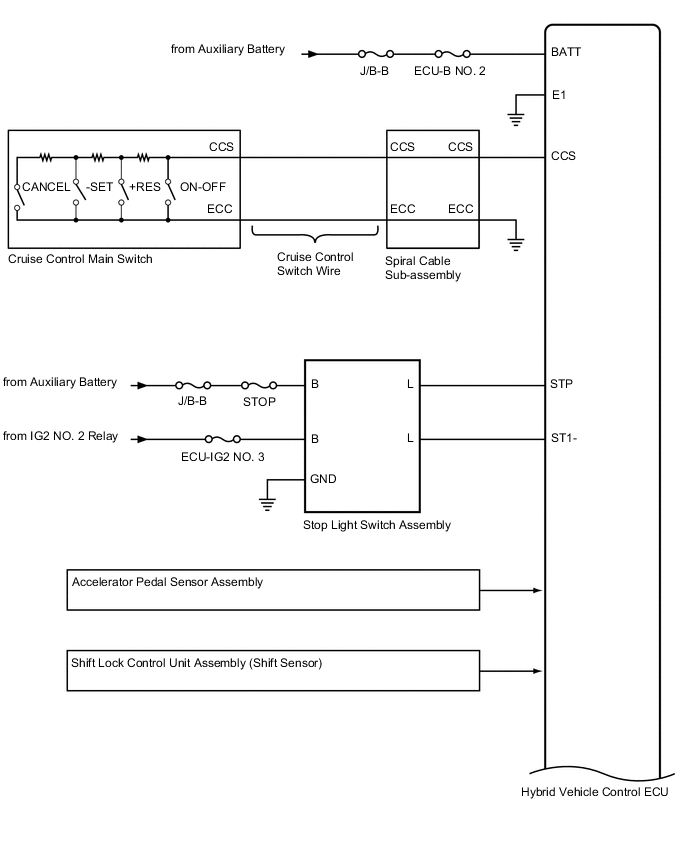 from Auxiliary Battery
J/B-B
ECU-B NO. 2
BATT
E1
CCS
CCS
CCS
CCS
CANCEL
-SET
+RES
ON-OFF
ECC
ECC
ECC
Cruise Control Main Switch
Cruise Control
Switch Wire
Spiral Cable
Sub-assembly
from Auxiliary Battery
J/B-B
STOP
B
L
STP
from IG2 NO. 2 Relay
ECU-IG2 NO. 3
B
L
ST1-
GND
Stop Light Switch Assembly
Accelerator Pedal Sensor Assembly
Shift Lock Control Unit Assembly (Shift Sensor)
Hybrid Vehicle Control ECU